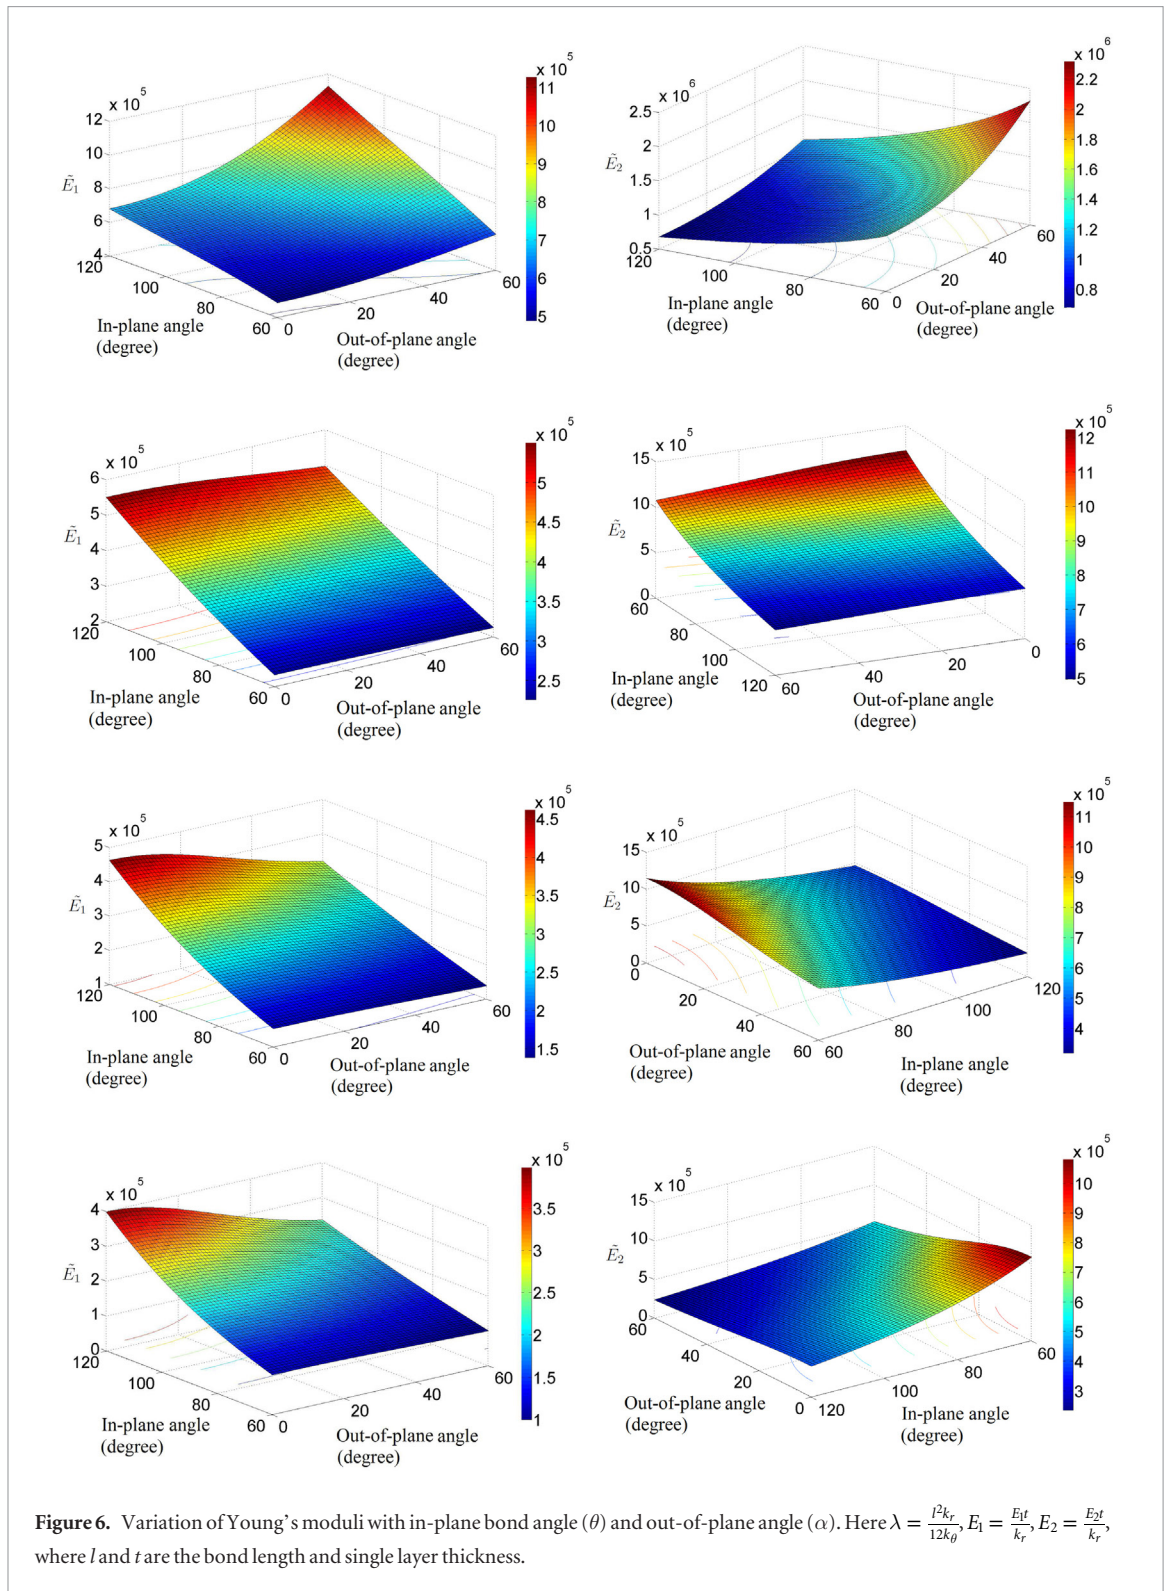 x 10^5
12
10
8
6
4
Ẽ₁
120
100
80
60
0
20
40
60
In-plane angle
(degree)
Out-of-plane angle
(degree)
x 10^5
11
10
9
8
7
6
5
x 10^6
2.5
2
1.5
1
0.5
Ẽ₂
120
100
80
60
0
20
40
60
In-plane angle
(degree)
Out-of-plane angle
(degree)
x 10^6
2.2
2
1.8
1.6
1.4
1.2
1
0.8
x 10^5
6
5
4
3
2
Ẽ₁
120
100
80
60
0
20
40
60
In-plane angle
(degree)
Out-of-plane angle
(degree)
x 10^5
5
4.5
4
3.5
3
2.5
x 10^5
15
10
5
0
Ẽ₂
60
80
100
120
60
40
20
0
In-plane angle
(degree)
Out-of-plane angle
(degree)
x 10^5
12
11
10
9
8
7
6
5
x 10^5
5
4
3
2
1
Ẽ₁
120
100
80
60
0
20
40
60
In-plane angle
(degree)
Out-of-plane angle
(degree)
x 10^5
4.5
4
3.5
3
2.5
2
1.5
x 10^5
15
10
5
0
Ẽ₂
0
20
40
60
60
80
100
120
Out-of-plane angle
(degree)
In-plane angle
(degree)
x 10^5
11
10
9
8
7
6
5
4
x 10^5
4
3
2
1
0
Ẽ₁
120
100
80
60
0
20
40
60
In-plane angle
(degree)
Out-of-plane angle
(degree)
x 10^5
3.5
3
2.5
2
1.5
1
x 10^5
15
10
5
0
Ẽ₂
60
40
20
0
120
100
80
60
Out-of-plane angle
(degree)
In-plane angle
(degree)
x 10^5
10
9
8
7
6
5
4
3
Figure 6. Variation of Young's moduli with in-plane bond angle (θ) and out-of-plane angle (α). Here λ = l²k_r/12k_θ, E₁ = E₁t/k_r, E₂ = E₂t/k_r,
where l and t are the bond length and single layer thickness.